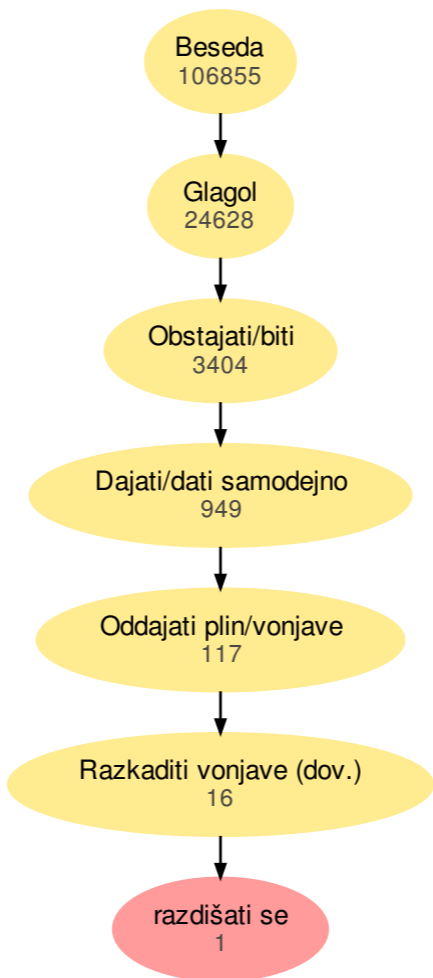 Beseda
106855
Glagol
24628
Obstajati/biti
3404
Dajati/dati samodejno
949
Oddajati plin/vonjave
117
Razkaditi vonjave (dov.)
16
razdišati se
1